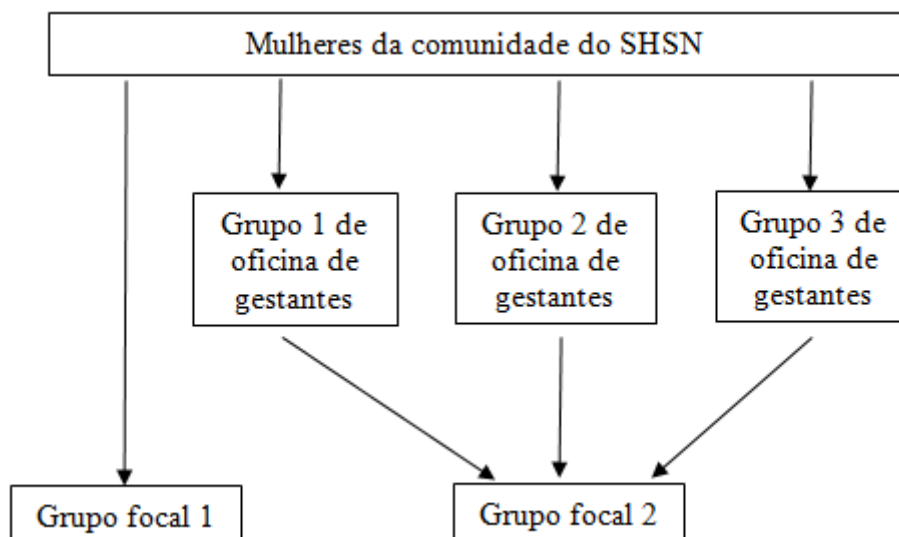 Mulheres da comunidade do SHSN
Grupo 1 de
oficina de
gestantes
Grupo 2 de
oficina de
gestantes
Grupo 3 de
oficina de
gestantes
Grupo focal 1
Grupo focal 2